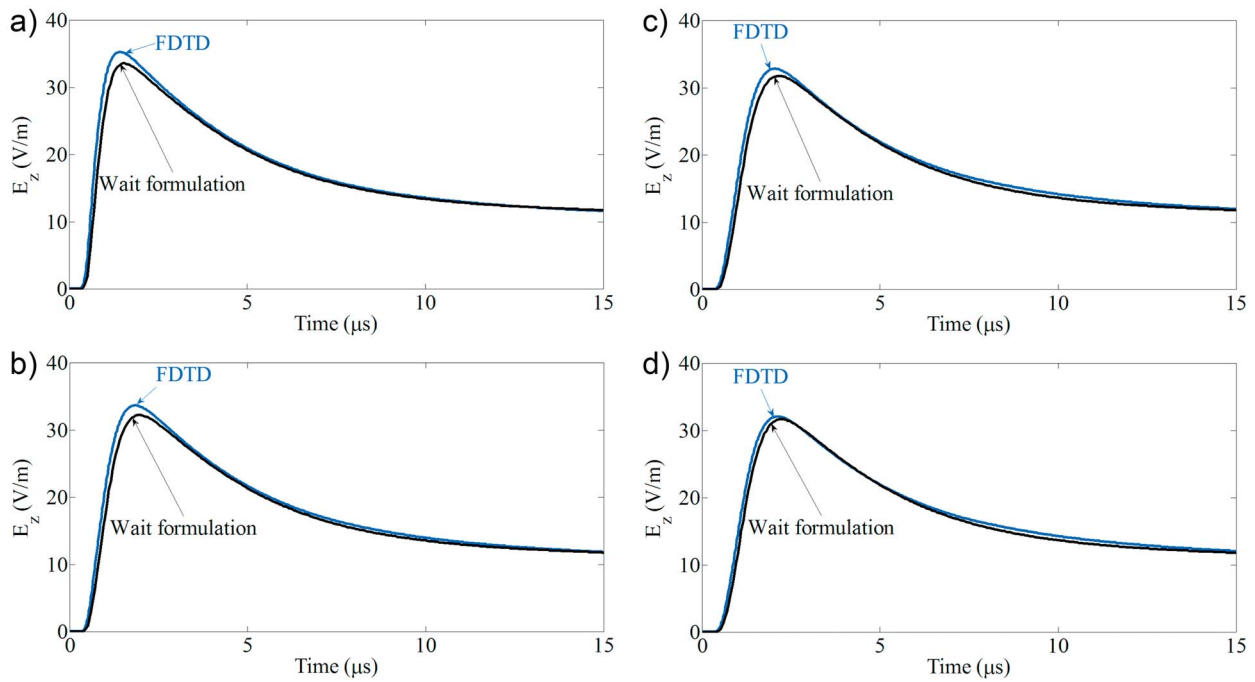 a)
40
30
20
10
0
E_z (V/m)
FDTD
Wait formulation
0 5 10 15
Time (μs)
c)
40
30
20
10
0
E_z (V/m)
FDTD
Wait formulation
0 5 10 15
Time (μs)
b)
40
30
20
10
0
E_z (V/m)
FDTD
Wait formulation
0 5 10 15
Time (μs)
d)
40
30
20
10
0
E_z (V/m)
FDTD
Wait formulation
0 5 10 15
Time (μs)